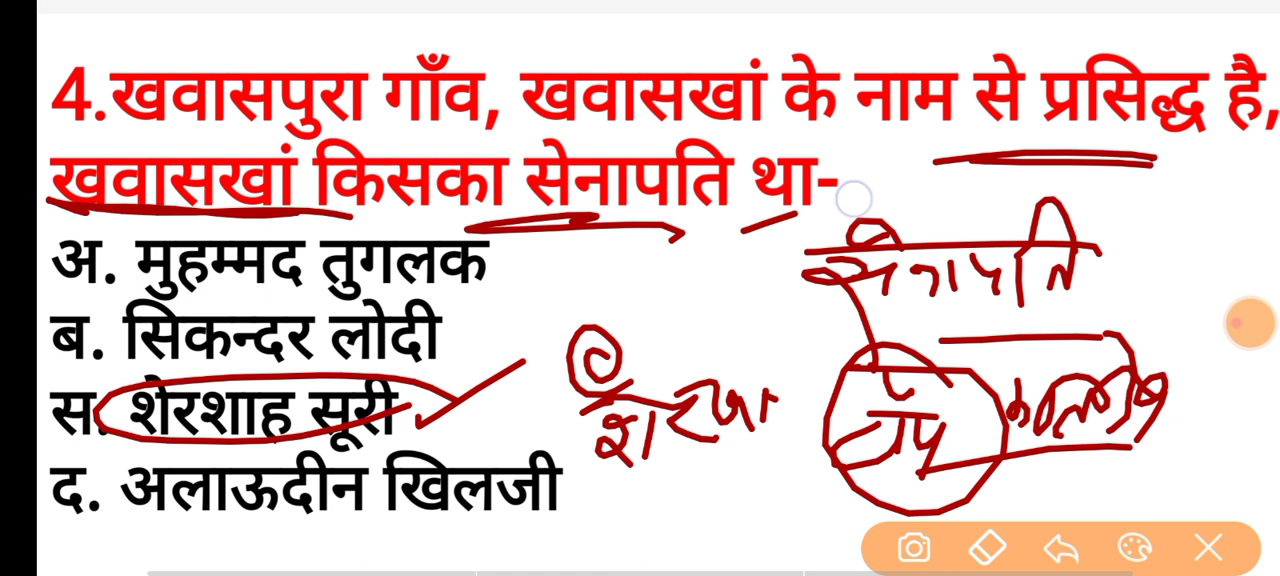 4.खवासपुरा गाँव, खवासखां के नाम से प्रसिद्ध है,
खवासखां किसका सेनापति था-
अ. मुहम्मद तुगलक
ब. सिकन्दर लोदी
स. शेरशाह सूरी
द. अलाऊदीन खिलजी
सेनापति